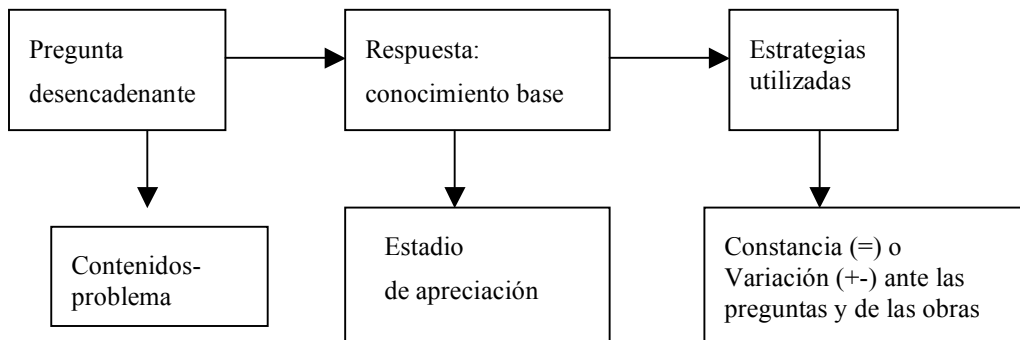 Pregunta
desencadenante
Respuesta:
conocimiento base
Estrategias
utilizadas
Contenidos-
problema
Estadio
de apreciación
Constancia (=) o
Variación (+-) ante las
preguntas y de las obras